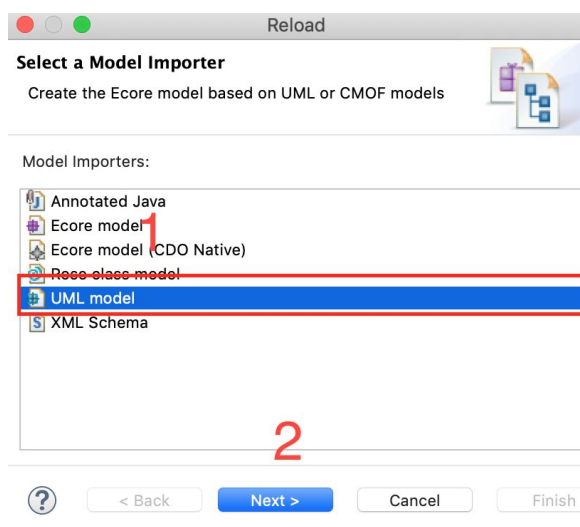 Reload
Select a Model Importer
Create the Ecore model based on UML or CMOF models
Model Importers:
Annotated Java
Ecore model
1
Ecore model (CDO Native)
Rose class model
UML model
XML Schema
2
? < Back Next > Cancel Finish